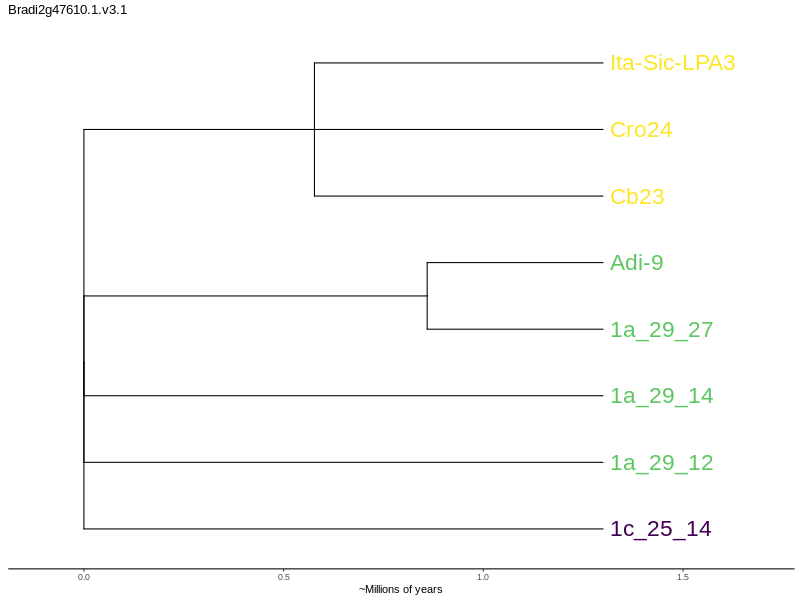 Bradi2g47610.1.v3.1
Ita-Sic-LPA3
Cro24
Cb23
Adi-9
1a_29_27
1a_29_14
1a_29_12
1c_25_14
0.0 0.5 1.0 1.5
~Millions of years